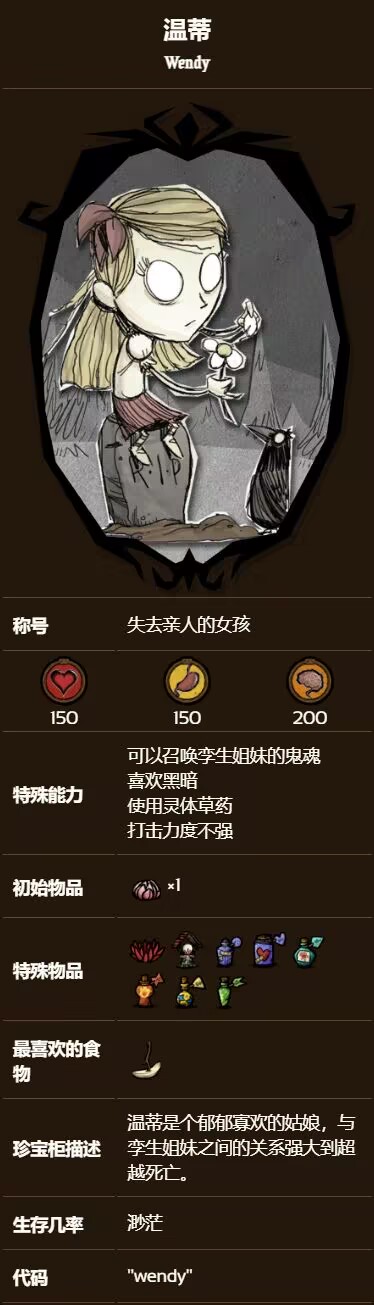 温蒂
Wendy
称号
失去亲人的女孩
150
150
200
特殊能力
可以召唤孪生姐妹的鬼魂
喜欢黑暗
使用灵体草药
打击力度不强
初始物品
×1
特殊物品
最喜欢的食
物
珍宝柜描述
温蒂是个郁郁寡欢的姑娘，与
孪生姐妹之间的关系强大到超
越死亡。
生存几率
渺茫
代码
"wendy"